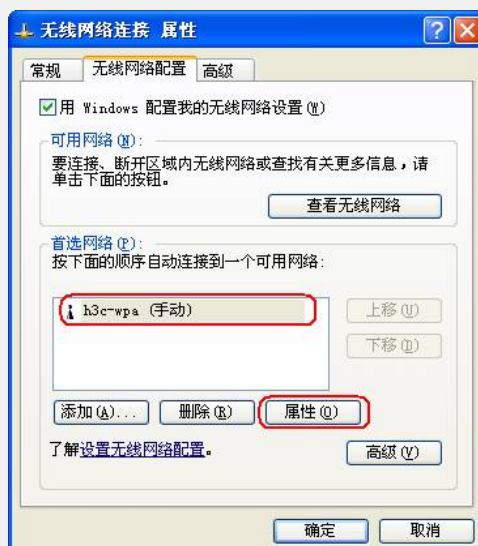 无线网络连接 属性
常规 无线网络配置 高级
用 Windows 配置我的无线网络设置(W)
可用网络(N):
要连接、断开区域内无线网络或查找有关更多信息，请
单击下面的按钮。
查看无线网络
首选网络(P):
按下面的顺序自动连接到一个可用网络:
h3c-wpa (手动)
上移(U)
下移(D)
添加(A)... 删除(R) 属性(O)
了解设置无线网络配置。
高级(V)
确定 取消